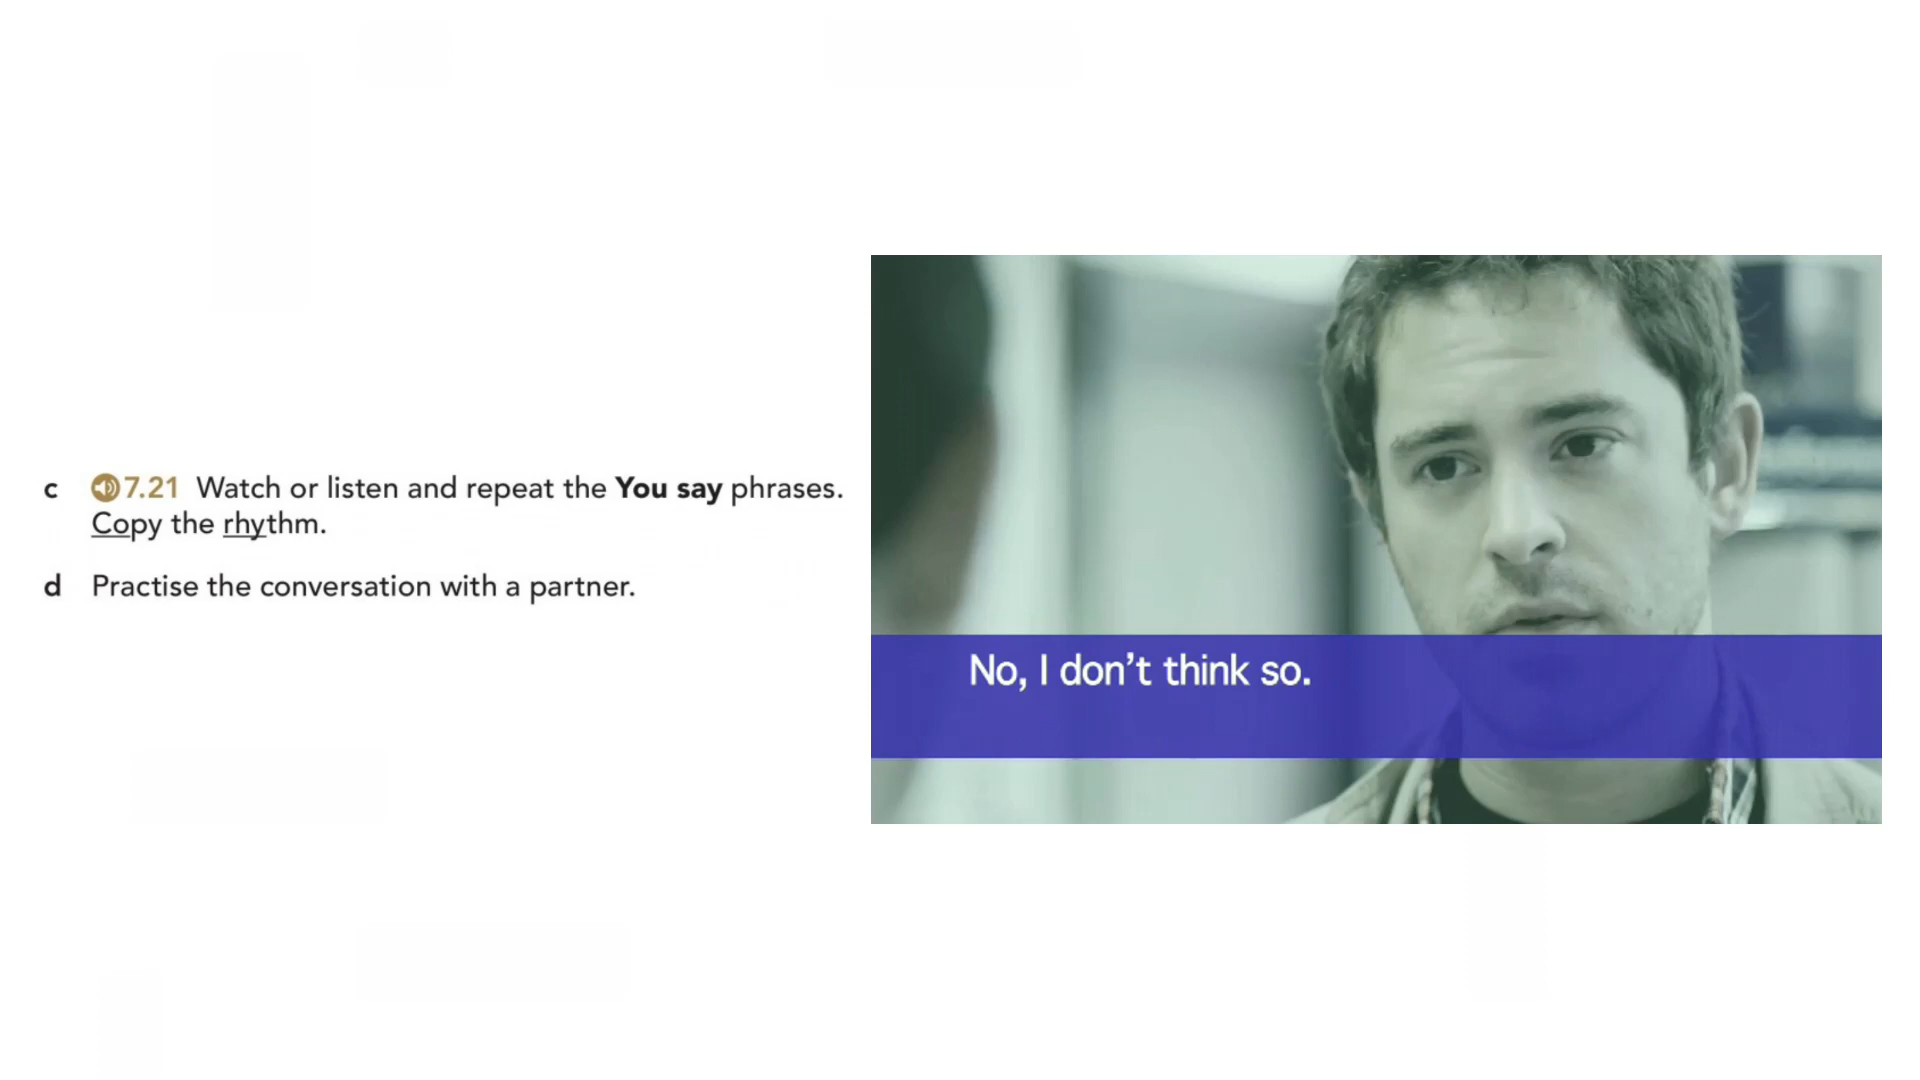 c 7.21 Watch or listen and repeat the You say phrases.
Copy the rhythm.
d Practise the conversation with a partner.
No, I don't think so.